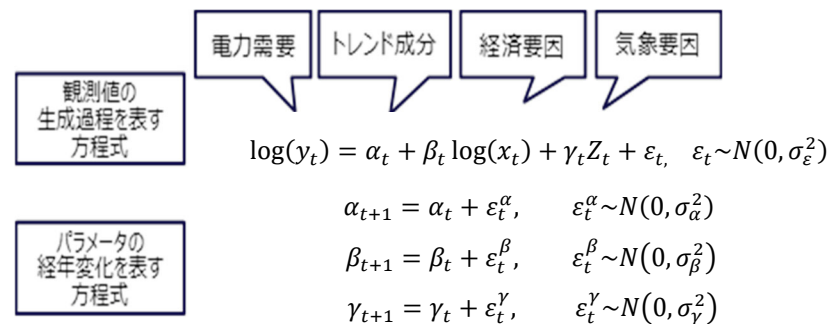 電力需要 トレンド成分 経済要因 気象要因
観測値の
生成過程を表す
方程式
log(y_t) = α_t + β_t log(x_t) + γ_t Z_t + ε_t, ε_t~N(0, σ_ε^2)
α_{t+1} = α_t + ε_t^α, ε_t^α~N(0, σ_α^2)
パラメータの
経年変化を表す
方程式
β_{t+1} = β_t + ε_t^β, ε_t^β~N(0, σ_β^2)
γ_{t+1} = γ_t + ε_t^γ, ε_t^γ~N(0, σ_γ^2)